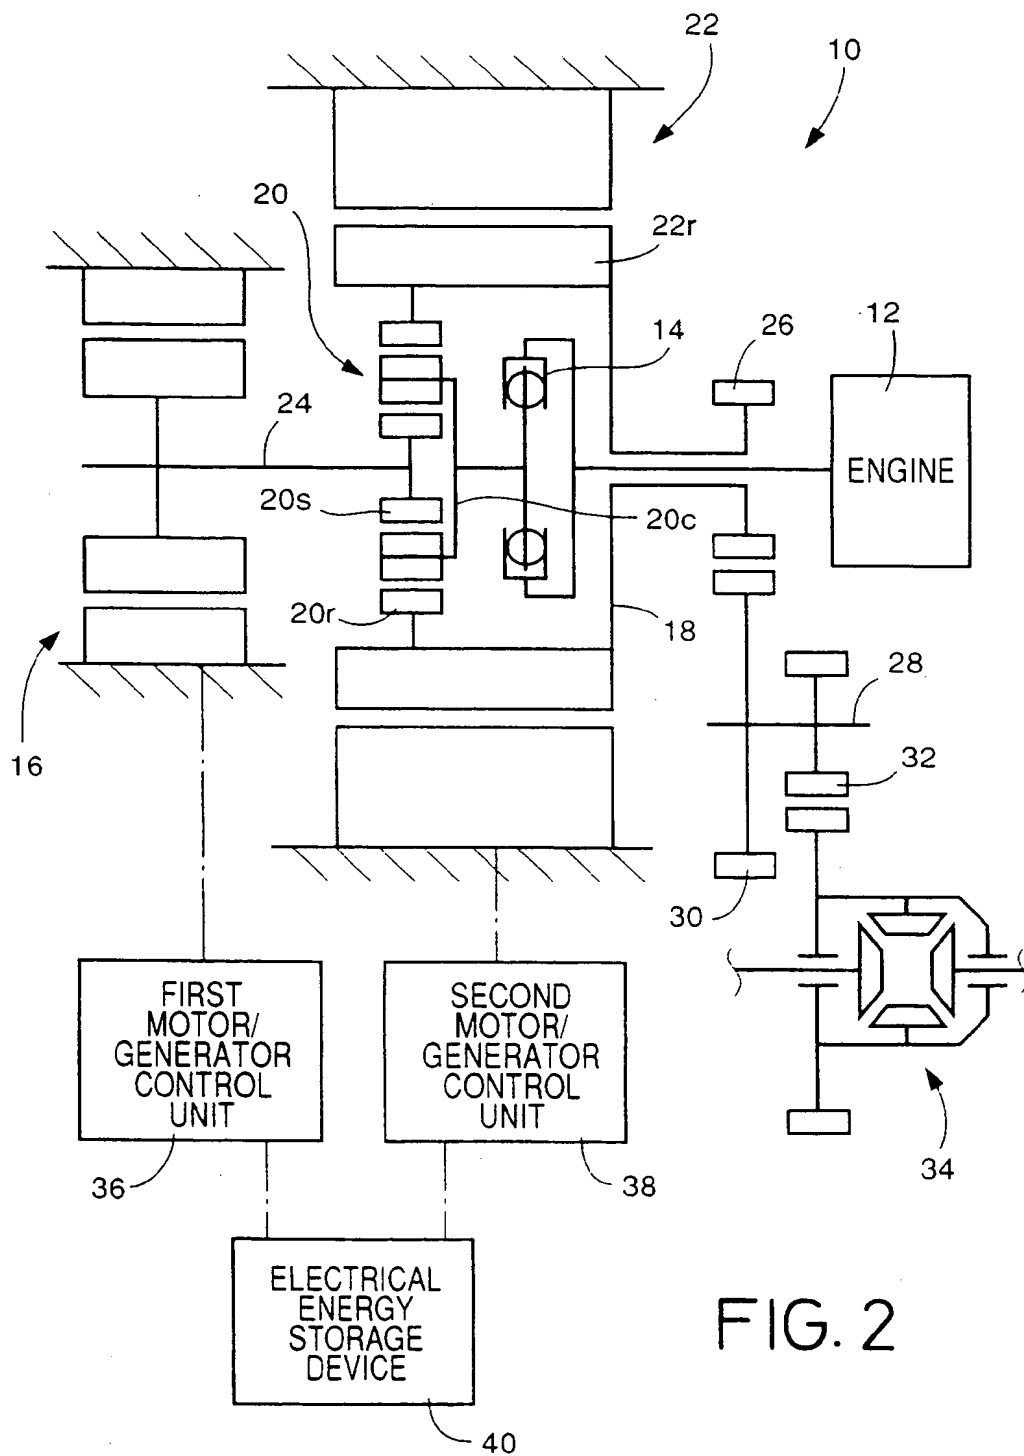 22
10
20
22r
14
26
12
24
ENGINE
20s
20c
20r
18
16
28
32
30
FIRST
MOTOR/
GENERATOR
CONTROL
UNIT
SECOND
MOTOR/
GENERATOR
CONTROL
UNIT
34
36
38
ELECTRICAL
ENERGY
STORAGE
DEVICE
FIG. 2
40